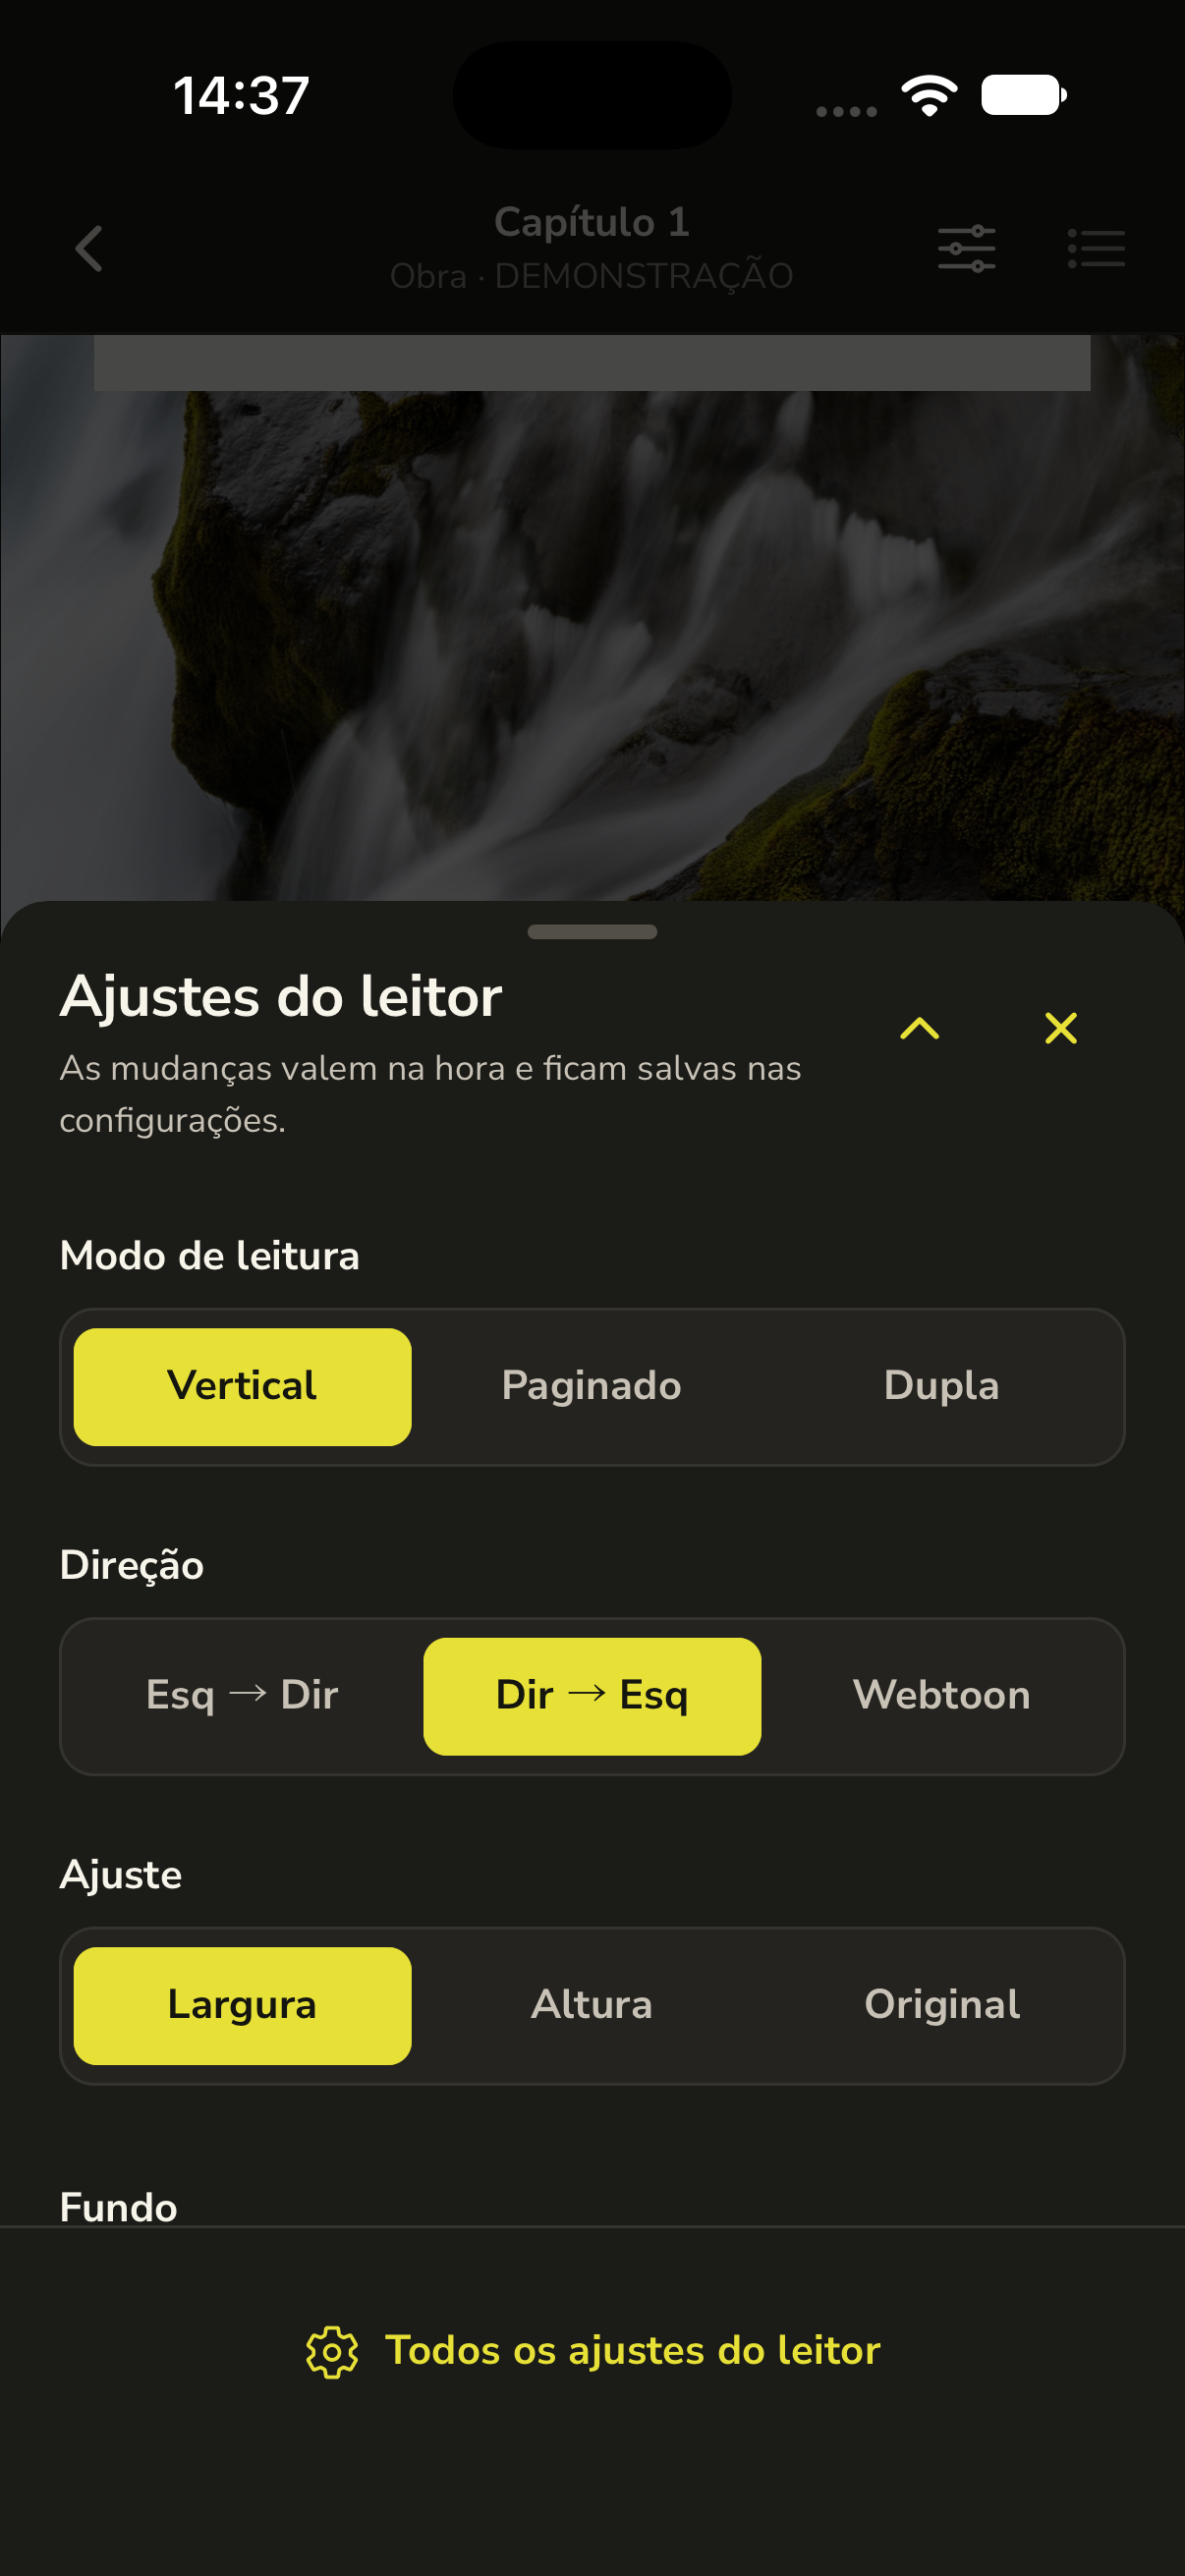 14:37
Capítulo 1
Obra · DEMONSTRAÇÃO
Ajustes do leitor
As mudanças valem na hora e ficam salvas nas
configurações.
Modo de leitura
Vertical Paginado Dupla
Direção
Esq → Dir Dir → Esq Webtoon
Ajuste
Largura Altura Original
Fundo
Todos os ajustes do leitor